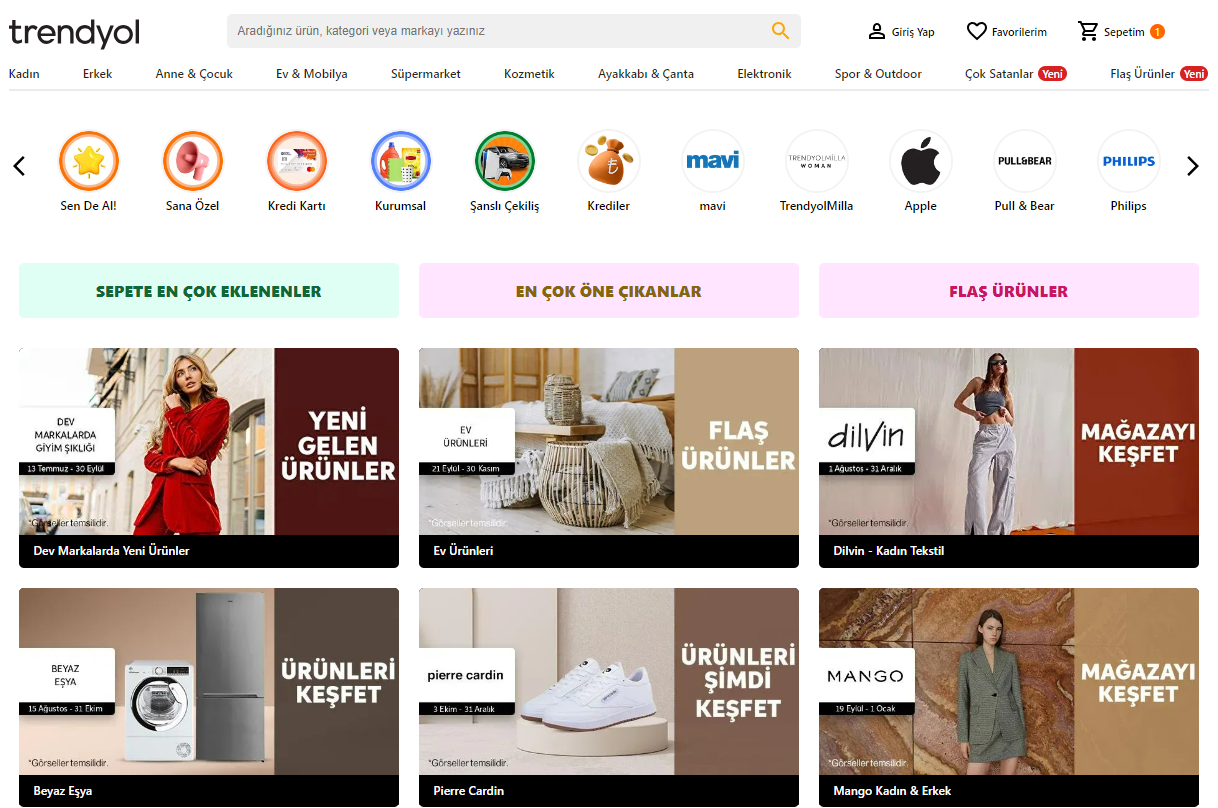 trendyol
Aradığınız ürün, kategori veya markayı yazınız
Giriş Yap
Favorilerim
Sepetim 1
Kadın
Erkek
Anne & Çocuk
Ev & Mobilya
Süpermarket
Kozmetik
Ayakkabı & Çanta
Elektronik
Spor & Outdoor
Çok Satanlar Yeni
Flaş Ürünler Yeni
mavi
TRENDYOLMILLA
WOMAN
PULL&BEAR
PHILIPS
Sen De Al!
Sana Özel
Kredi Kartı
Kurumsal
Şanslı Çekiliş
Krediler
mavi
TrendyolMilla
Apple
Pull & Bear
Philips
SEPETE EN ÇOK EKLENENLER
EN ÇOK ÖNE ÇIKANLAR
FLAŞ ÜRÜNLER
DEV
MARKALARDA
GİYİM ŞIKLIĞI
13 Temmuz - 30 Eylül
YENİ
GELEN
ÜRÜNLER
*Görseller temsilidir.
Dev Markalarda Yeni Ürünler
EV
ÜRÜNLERİ
21 Eylül - 30 Kasım
FLAŞ
ÜRÜNLER
*Görseller temsilidir.
Ev Ürünleri
dilvin
1 Ağustos - 31 Aralık
MAĞAZAYI
KEŞFET
*Görseller temsilidir.
Dilvin - Kadın Tekstil
BEYAZ
EŞYA
15 Ağustos - 31 Ekim
ÜRÜNLERİ
KEŞFET
*Görseller temsilidir.
Beyaz Eşya
pierre cardin
3 Ekim - 31 Aralık
ÜRÜNLERİ
ŞİMDİ
KEŞFET
*Görseller temsilidir.
Pierre Cardin
MANGO
19 Eylül - 1 Ocak
MAĞAZAYI
KEŞFET
*Görseller temsilidir.
Mango Kadın & Erkek